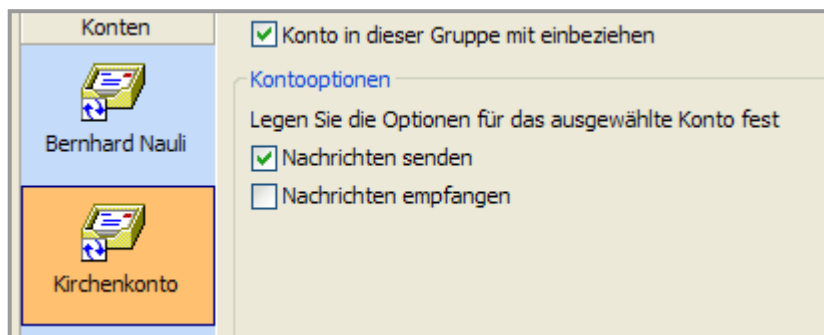 Konten
Bernhard Nauli
Kirchenkonto
Konto in dieser Gruppe mit einbeziehen
Kontooptionen
Legen Sie die Optionen für das ausgewählte Konto fest
Nachrichten senden
Nachrichten empfangen